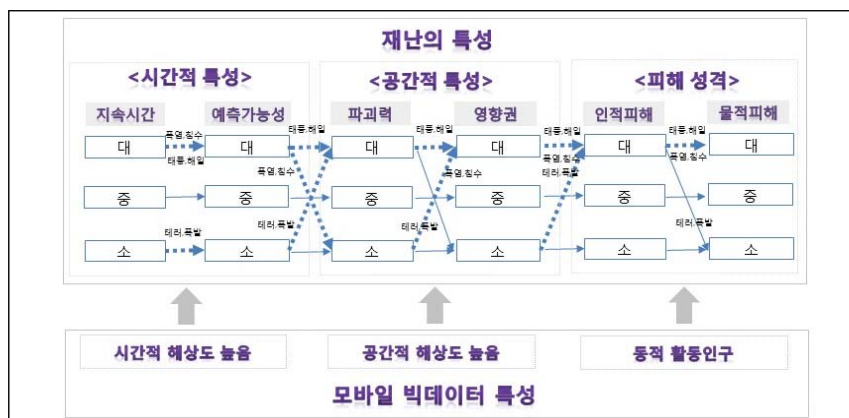 재난의 특성
<시간적 특성> <공간적 특성> <피해 성격>
지속시간 예측가능성 파괴력 영향권 인적피해 물적피해
폭염,침수 태풍,해일 태풍,해일 태풍,해일 태풍,해일
대 대 대 대 대 대
태풍,해일 폭염,침수 폭염,침수
폭염,침수 폭염,침수 테러,폭발
중 중 중 중 중 중
테러,폭발 테러,폭발 테러,폭발 테러,폭발
소 소 소 소 소 소
시간적 해상도 높음 공간적 해상도 높음 동적 활동인구
모바일 빅데이터 특성